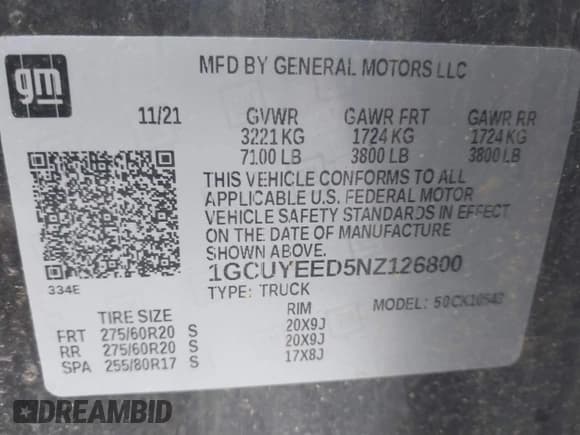 gm
MFD BY GENERAL MOTORS LLC
11/21 GVWR GAWR FRT GAWR RR
3221 KG 1724 KG 1724 KG
7100 LB 3800 LB 3800 LB
THIS VEHICLE CONFORMS TO ALL
APPLICABLE U.S. FEDERAL MOTOR
VEHICLE SAFETY STANDARDS IN EFFECT
ON THE DATE OF MANUFACTURE
SHOWN ABOVE.
334E
1GCUYEED5NZ126800
TYPE: TRUCK
MODEL:
TIRE SIZE RIM
FRT 275/60R20 S 20X9J
RR 275/60R20 S 20X9J
SPA 255/80R17 S 17X8J
DREAMBID